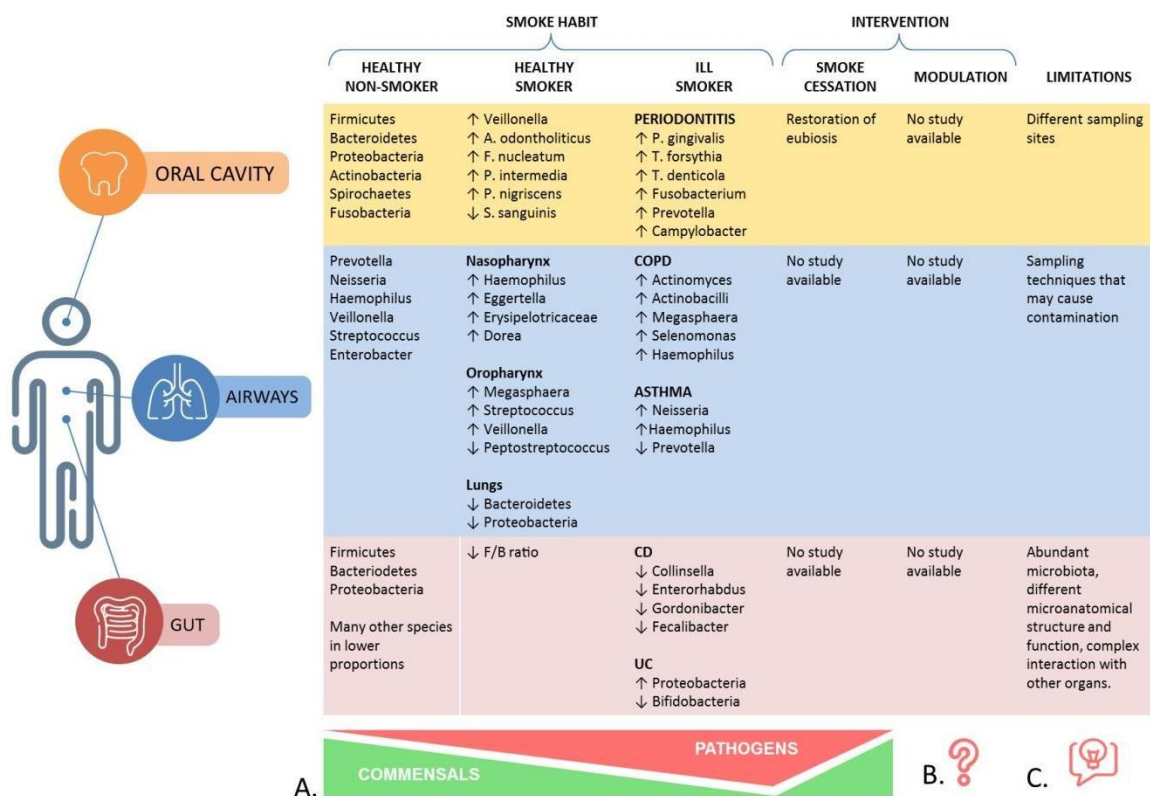 SMOKE HABIT
INTERVENTION
HEALTHY
NON-SMOKER
HEALTHY
SMOKER
ILL
SMOKER
SMOKE
CESSATION
MODULATION
LIMITATIONS
ORAL CAVITY
Firmicutes
Bacteroidetes
Proteobacteria
Actinobacteria
Spirochaetes
Fusobacteria
↑ Veillonella
↑ A. odontholiticus
↑ F. nucleatum
↑ P. intermedia
↑ P. nigriscens
↓ S. sanguinis
PERIODONTITIS
↑ P. gingivalis
↑ T. forsythia
↑ T. denticola
↑ Fusobacterium
↑ Prevotella
↑ Campylobacter
Restoration of
eubiosis
No study
available
Different sampling
sites
AIRWAYS
Prevotella
Neisseria
Haemophilus
Veillonella
Streptococcus
Enterobacter
Nasopharynx
↑ Haemophilus
↑ Eggertella
↑ Erysipelotricaceae
↑ Dorea
Oropharynx
↑ Megasphaera
↑ Streptococcus
↑ Veillonella
↓ Peptostreptococcus
Lungs
↓ Bacteroidetes
↓ Proteobacteria
COPD
↑ Actinomyces
↑ Actinobacilli
↑ Megasphaera
↑ Selenomonas
↑ Haemophilus
ASTHMA
↑ Neisseria
↑Haemophilus
↓ Prevotella
No study
available
No study
available
Sampling
techniques that
may cause
contamination
GUT
Firmicutes
Bacteriodetes
Proteobacteria
Many other species
in lower
proportions
↓ F/B ratio
CD
↓ Collinsella
↓ Enterorhabdus
↓ Gordonibacter
↓ Fecalibacter
UC
↑ Proteobacteria
↓ Bifidobacteria
No study
available
No study
available
Abundant
microbiota,
different
microanatomical
structure and
function, complex
interaction with
other organs.
A.
COMMENSALS
PATHOGENS
B. ?
C.